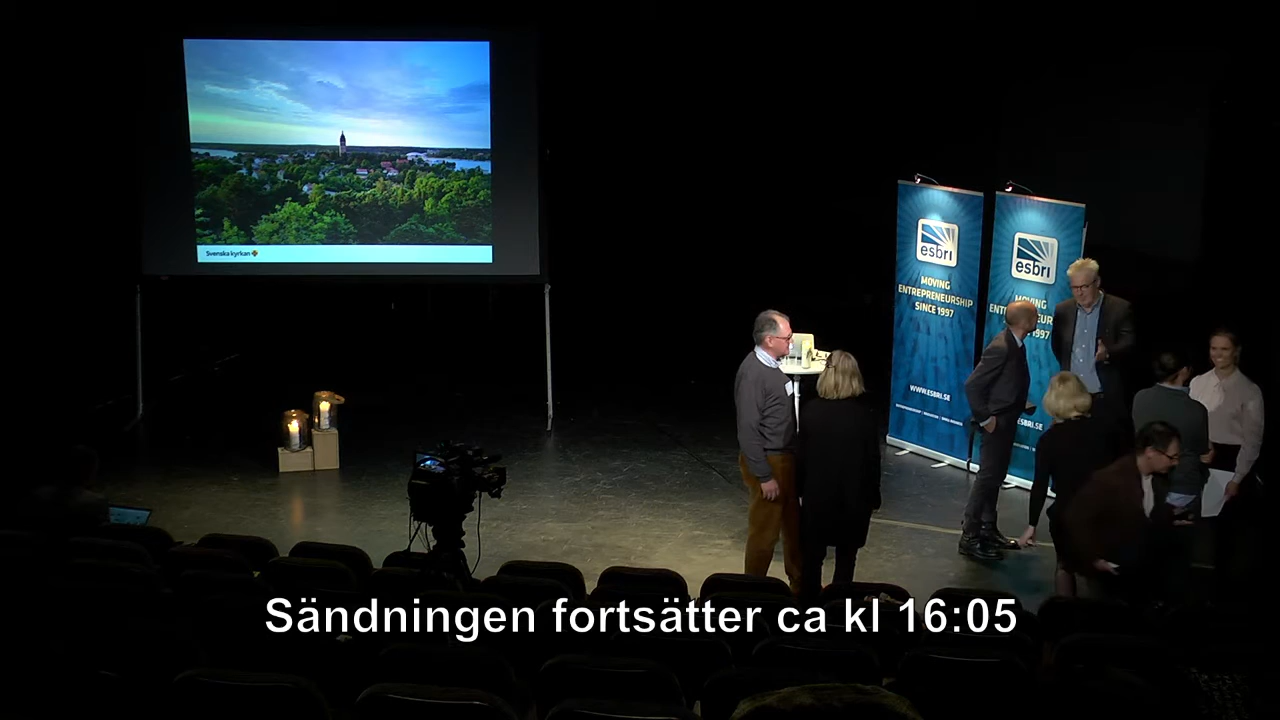 Svenska kyrkan
esbri
MOVING
ENTREPRENEURSHIP
SINCE 1997
WWW.ESBRI.SE
esbri
MOVING
1997
ESBRI.SE
Sändningen fortsätter ca kl 16:05